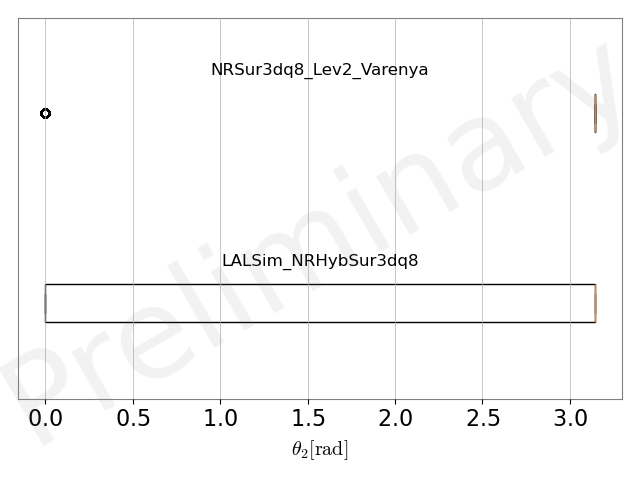 NRSur3dq8_Lev2_Varenya
LALSim_NRHybSur3dq8
Preliminary
0.0 0.5 1.0 1.5 2.0 2.5 3.0
θ₂[rad]